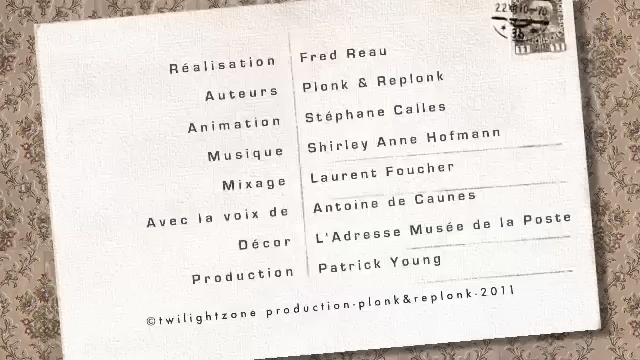 Réalisation Fred Reau
Auteurs Plonk & Replonk
Animation Stéphane Calles
Musique Shirley Anne Hofmann
Mixage Laurent Foucher
Avec la voix de Antoine de Caunes
Décor L'Adresse Musée de la Poste
Production Patrick Young
©twilightzone production-plonk&replonk-2011